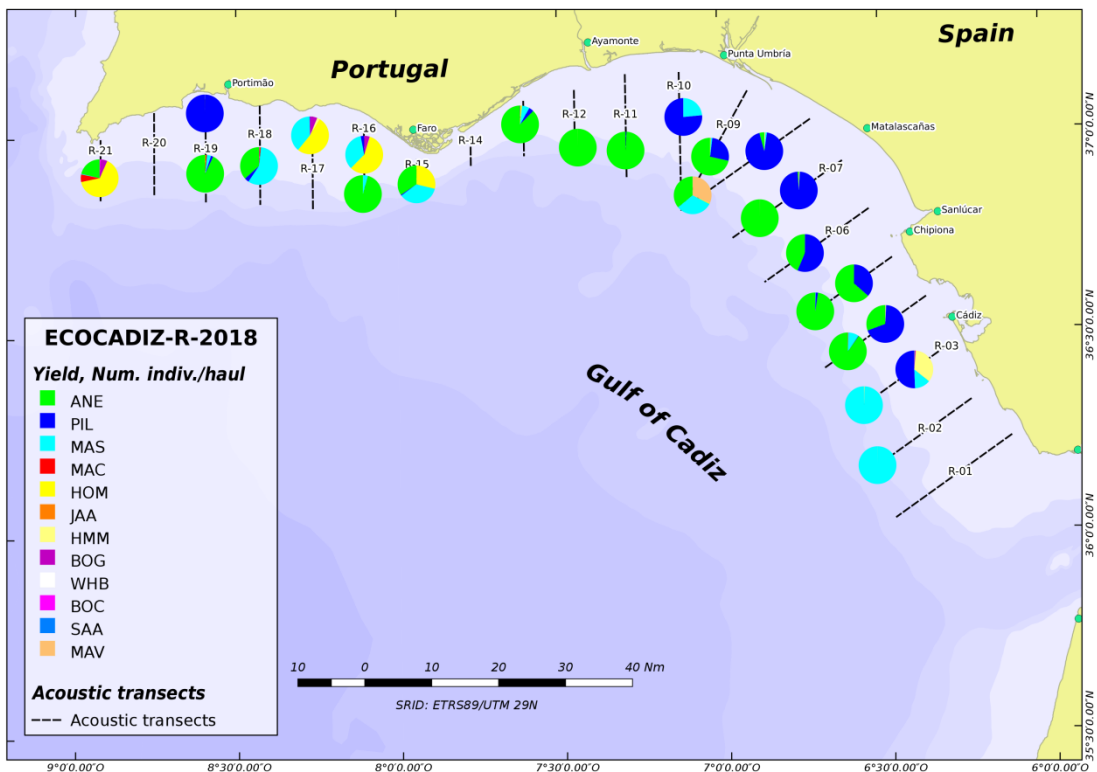 Spain
Ayamonte
Punta Umbría
Portugal
Portimão
R-10
R-21
R-20
R-18
R-16
Faro
R-12
R-11
R-09
Matalascañas
R-19
R-17
R-15
R-14
R-07
Sanlúcar
Chipiona
R-06
Cádiz
R-03
R-02
R-01
Gulf of Cadiz
ECOCADIZ-R-2018
Yield, Num. indiv./haul
ANE
PIL
MAS
MAC
HOM
JAA
HMM
BOG
WHB
BOC
SAA
MAV
Acoustic transects
Acoustic transects
10 0 10 20 30 40 Nm
SRID: ETRS89/UTM 29N
37°0'0.00"N
36°30'0.00"N
36°0'0.00"N
35°30'0.00"N
9°0'0.00"O
8°30'0.00"O
8°0'0.00"O
7°30'0.00"O
7°0'0.00"O
6°30'0.00"O
6°0'0.00"O